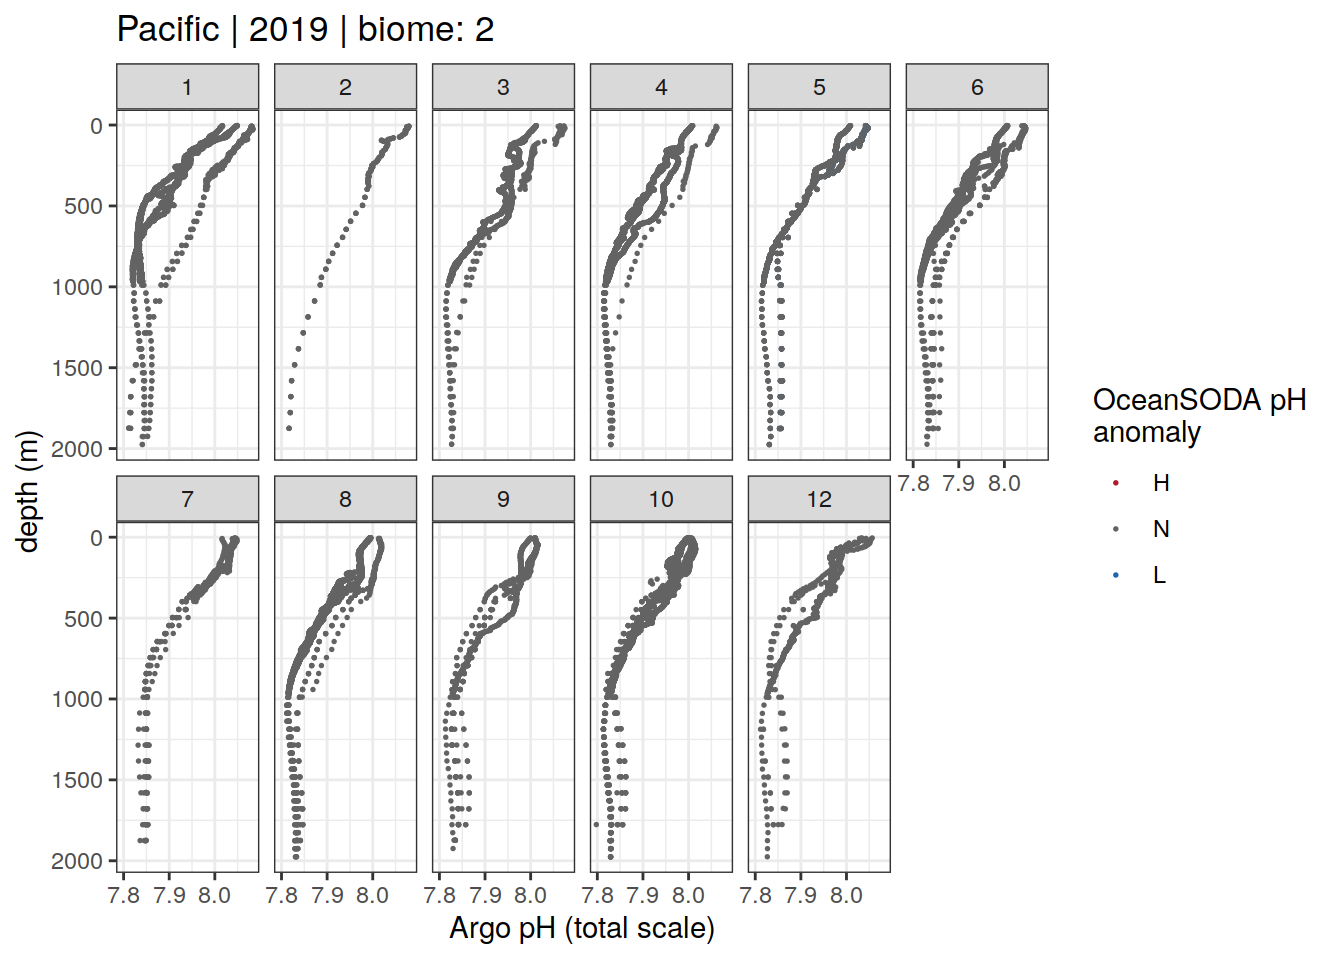 Pacific | 2019 | biome: 2
1 2 3 4 5 6
0
500
1000
1500
2000
7.8 7.9 8.0
7 8 9 10 12
0
500
1000
1500
2000
7.8 7.9 8.0 7.8 7.9 8.0 7.8 7.9 8.0 7.8 7.9 8.0 7.8 7.9 8.0
Argo pH (total scale)
depth (m)
OceanSODA pH
anomaly
H
N
L